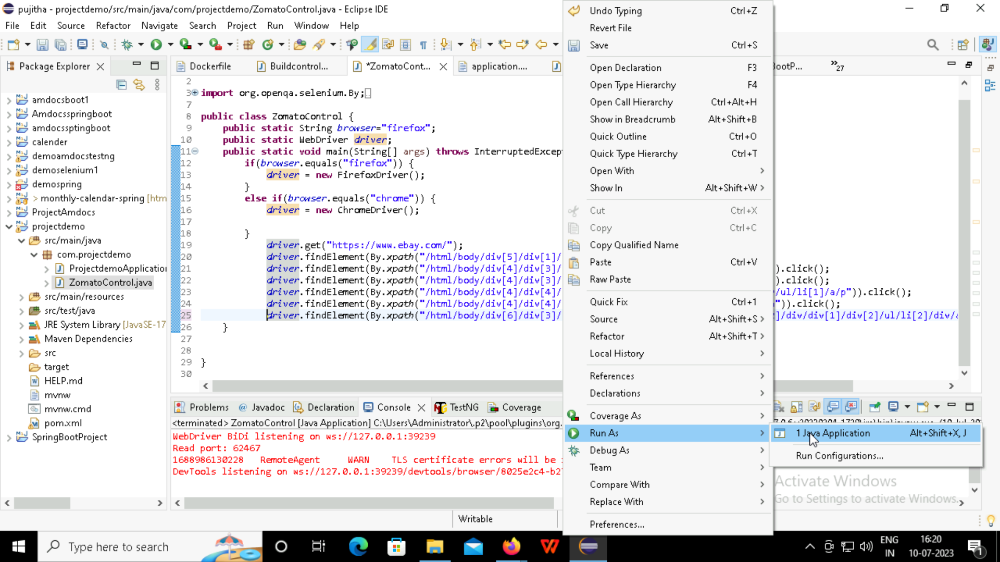 pujitha - projectdemo/src/main/java/com/projectdemo/ZomatoControl.java - Eclipse IDE
File Edit Source Refactor Navigate Search Project Run Window Help
Package Explorer
amdocsboot1
Amdocsspringboot
amdocssptingboot
calender
demoamdocstestng
demoselenium1
demospring
> monthly-calendar-spring [htm
ProjectAmdocs
projectdemo
src/main/java
com.projectdemo
ProjectdemoApplication
ZomatoControl.java
src/main/resources
src/test/java
JRE System Library [JavaSE-17
Maven Dependencies
src
target
HELP.md
mvnw
mvnw.cmd
pom.xml
SpringBootProject
Dockerfile Buildcontrol... *ZomatoCont... application.... BootP... »27
2
3 import org.openqa.selenium.By;
7
8 public class ZomatoControl {
9 public static String browser="firefox";
10 public static WebDriver driver;
11 public static void main(String[] args) throws InterruptedExcep
12 if(browser.equals("firefox")) {
13 driver = new FirefoxDriver();
14 }
15 else if(browser.equals("chrome")) {
16 driver = new ChromeDriver();
17
18 }
19 driver.get("https://www.ebay.com/");
20 driver.findElement(By.xpath("/html/body/div[5]/div[1]/
21 driver.findElement(By.xpath("/html/body/div[4]/div[3]/ ).click();
22 driver.findElement(By.xpath("/html/body/div[4]/div[3]/ ).click();
23 driver.findElement(By.xpath("/html/body/div[4]/div[4]/ /ul/li[1]/a/p")).click();
24 driver.findElement(By.xpath("/html/body/div[4]/div[4]/ ")).click();
25 driver.findElement(By.xpath("/html/body/div[6]/div[3]/ ]/div/div[1]/div[2]/ul/li[2]/div/
26 }
27
28
29 }
30
Problems @ Javadoc Declaration Console TestNG Coverage
<terminated> ZomatoControl [Java Application] C:\Users\Administrator\.p2\pool\plugins\org.
WebDriver BiDi listening on ws://127.0.0.1:39239
Read port: 62467
1688986130228 RemoteAgent WARN TLS certificate errors will be
DevTools listening on ws://127.0.0.1:39239/devtools/browser/8025e2c4-b2
Writable
Undo Typing Ctrl+Z
Revert File
Save Ctrl+S
Open Declaration F3
Open Type Hierarchy F4
Open Call Hierarchy Ctrl+Alt+H
Show in Breadcrumb Alt+Shift+B
Quick Outline Ctrl+O
Quick Type Hierarchy Ctrl+T
Open With
Show In Alt+Shift+W
Cut Ctrl+X
Copy Ctrl+C
Copy Qualified Name
Paste Ctrl+V
Raw Paste
Quick Fix Ctrl+1
Source Alt+Shift+S
Refactor Alt+Shift+T
Local History
References
Declarations
Coverage As
Run As
Debug As
Team
Compare With
Replace With
Preferences...
1 Java Application Alt+Shift+X, J
Run Configurations...
Activate Windows
Go to Settings to activate Windows.
Type here to search
ENG
IN
16:20
10-07-2023
1